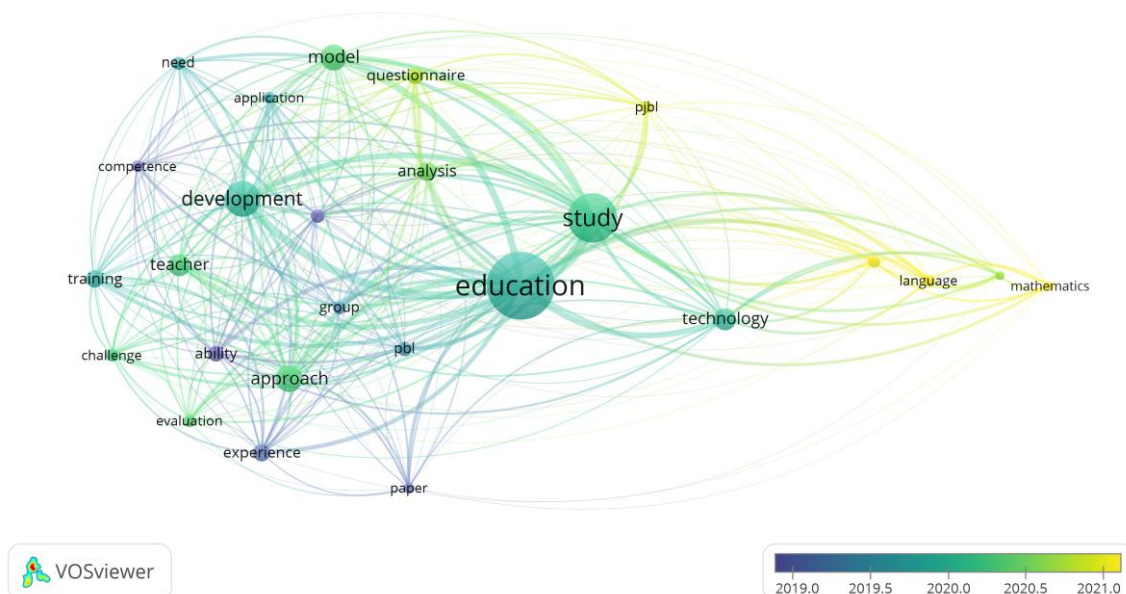 model
need
questionnaire
application
pjbl
competence
analysis
development
study
teacher
training
education
language
mathematics
group
technology
challenge
ability
pbl
approach
evaluation
experience
paper
VOSviewer
2019.0 2019.5 2020.0 2020.5 2021.0